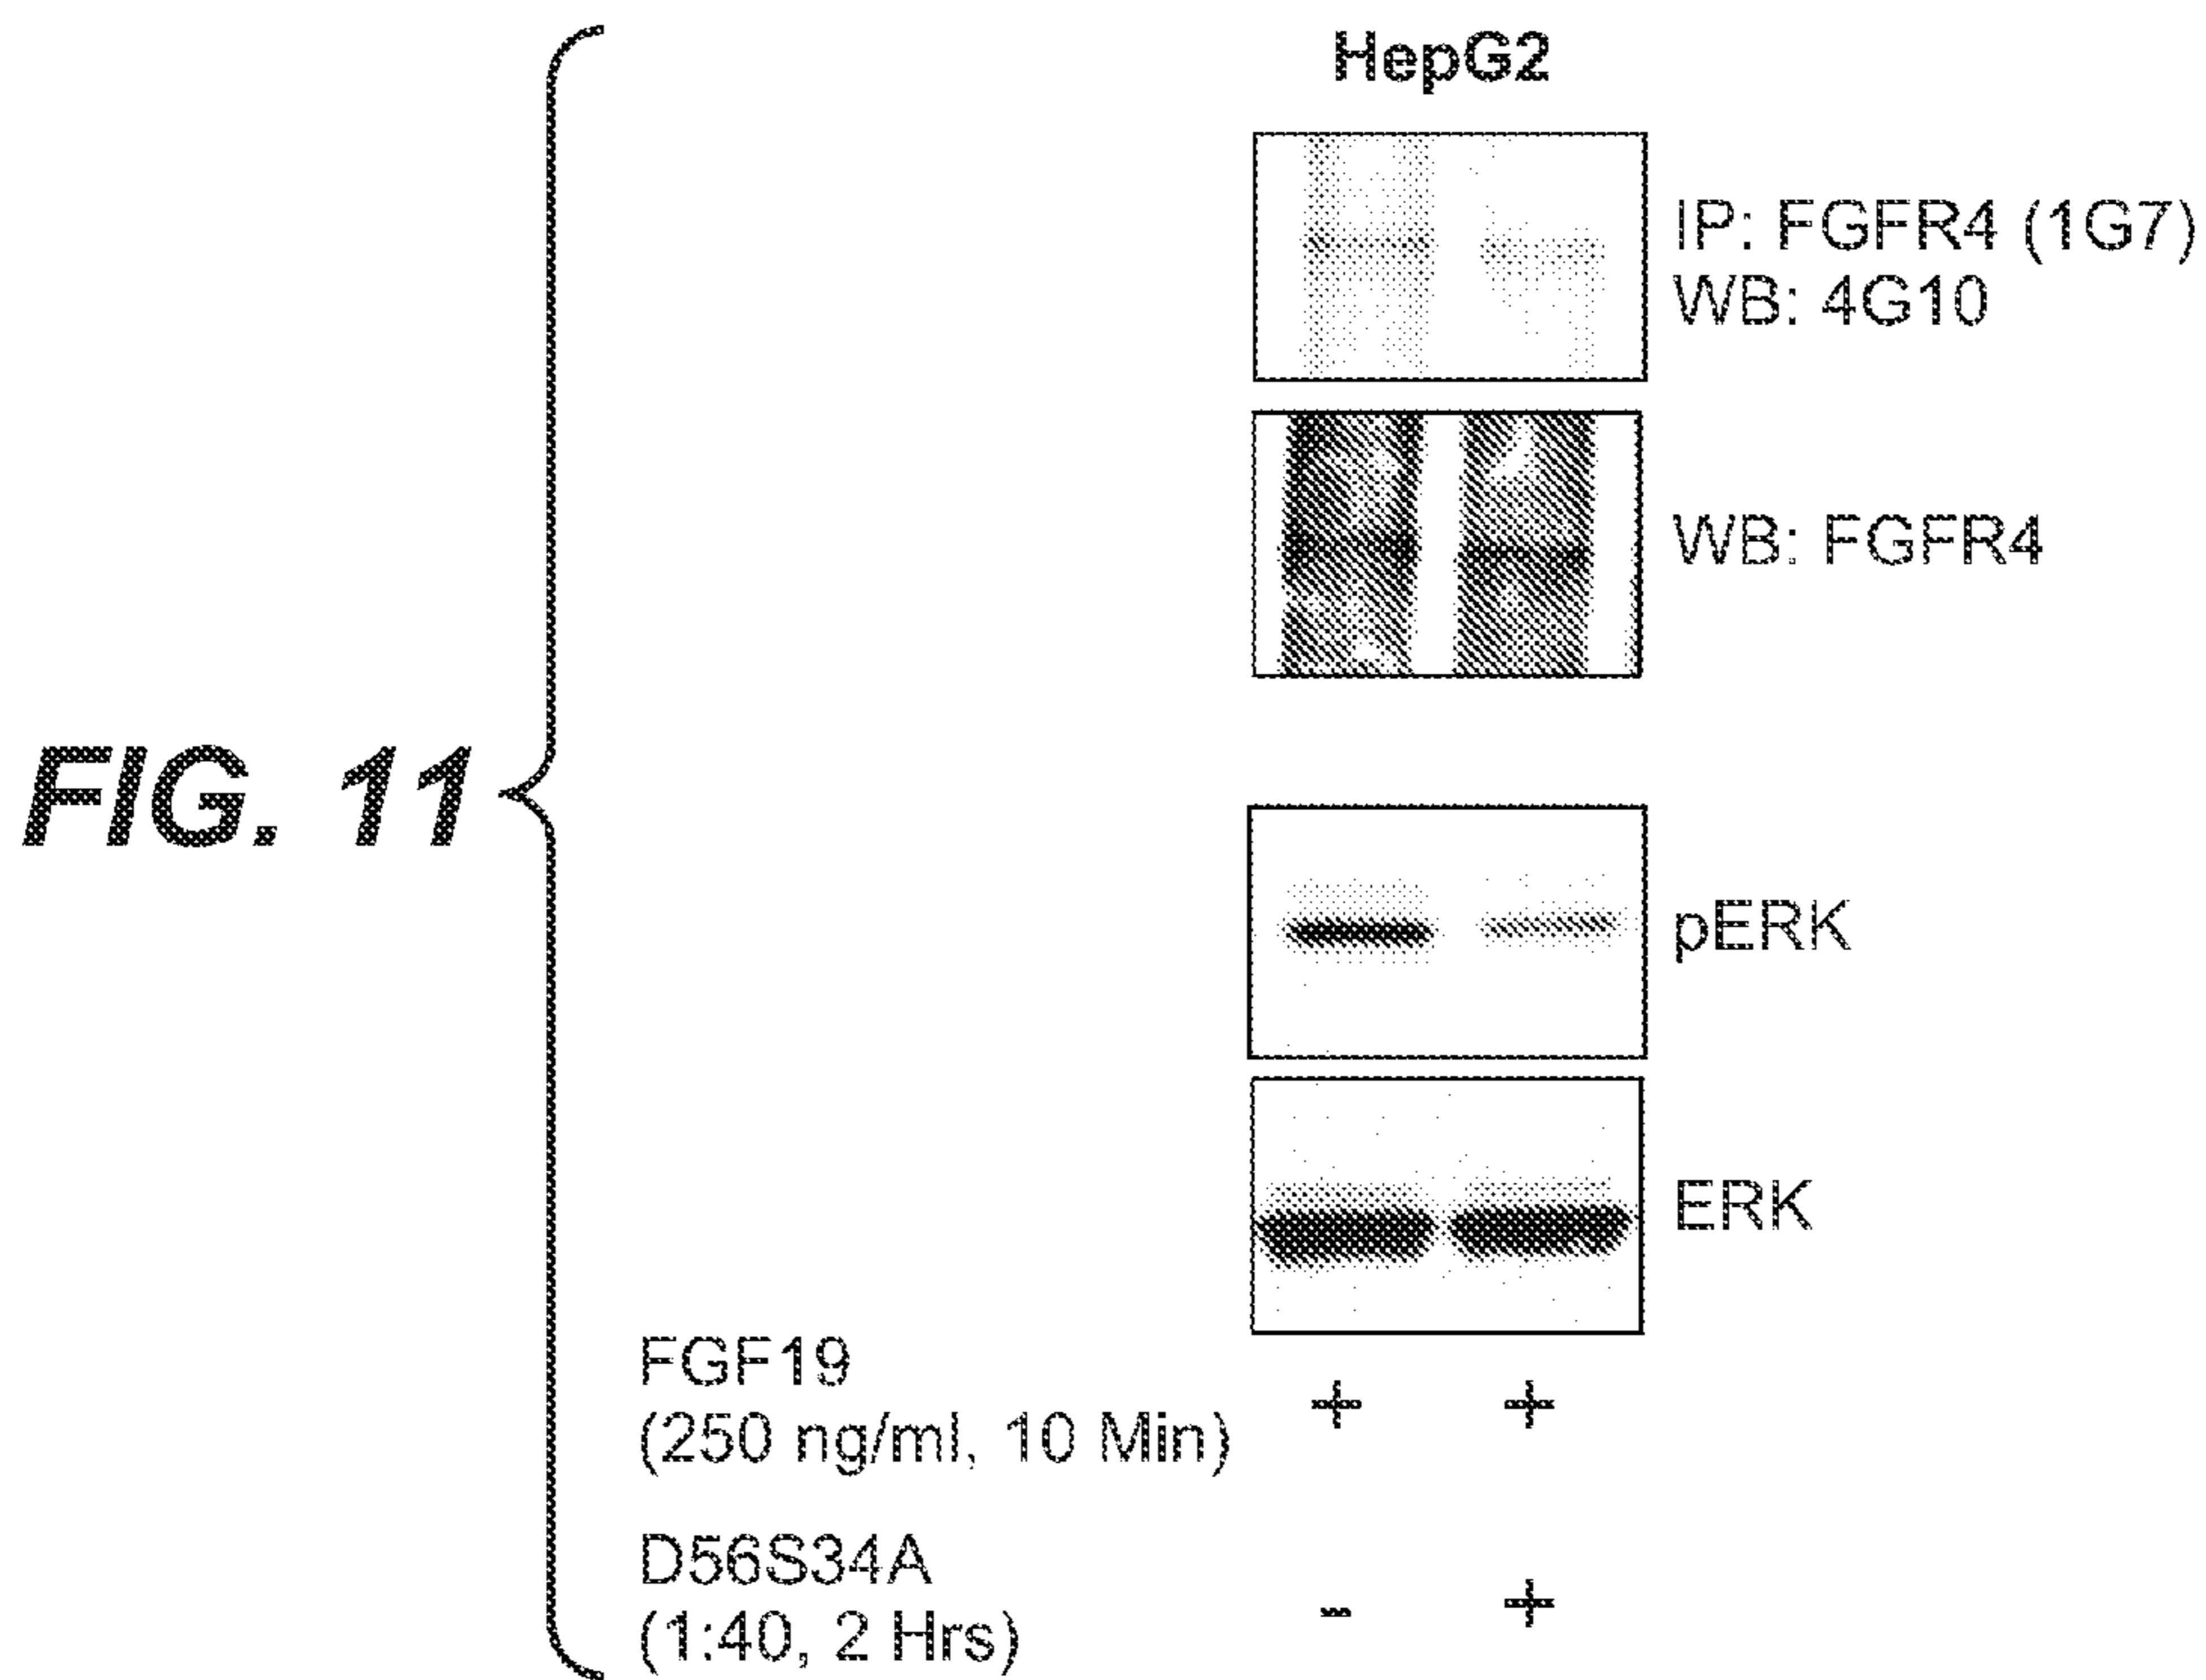 HepG2
IP: FGFR4 (1G7)
WB: 4G10
WB: FGFR4
FIG. 11
pERK
ERK
FGF19
(250 ng/ml, 10 Min) + +
D56S34A
(1:40, 2 Hrs) - +